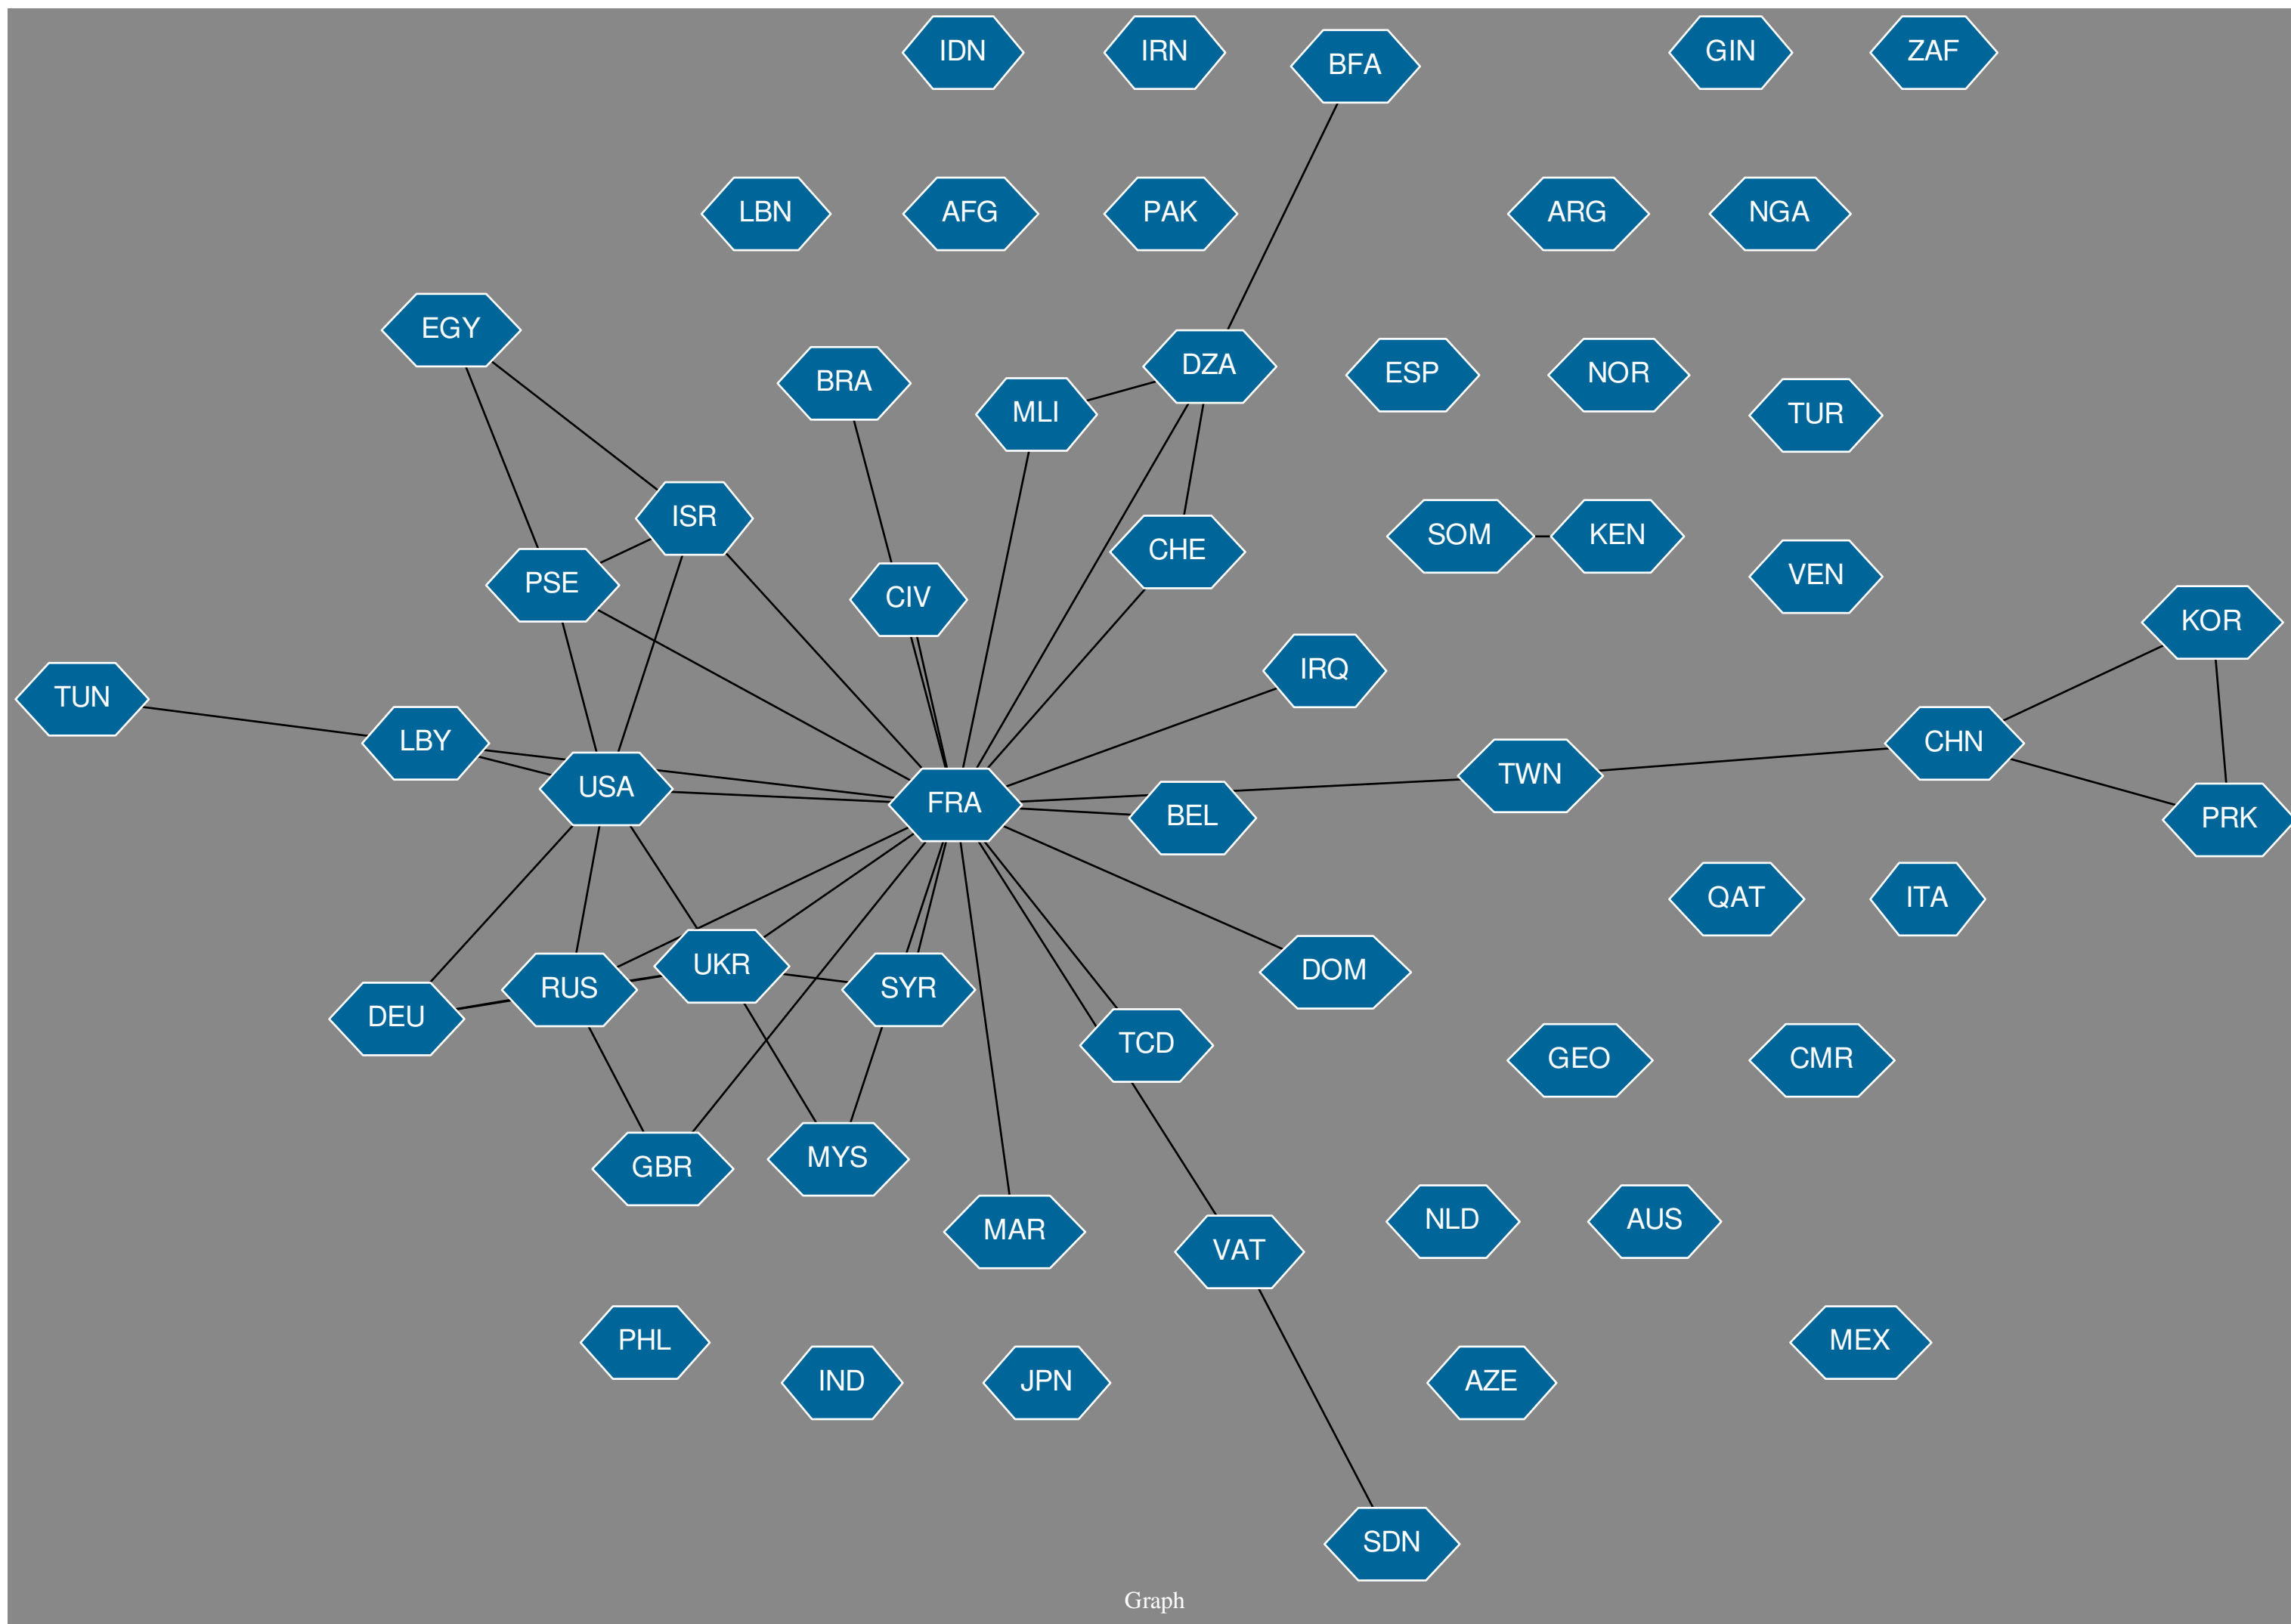 IDN
IRN
BFA
GIN
ZAF
LBN
AFG
PAK
ARG
NGA
EGY
BRA
MLI
DZA
ESP
NOR
TUR
ISR
PSE
CIV
CHE
SOM
KEN
VEN
KOR
TUN
LBY
USA
FRA
IRQ
BEL
TWN
CHN
PRK
QAT
ITA
DEU
RUS
UKR
SYR
DOM
TCD
GEO
CMR
GBR
MYS
MAR
VAT
NLD
AUS
PHL
IND
JPN
AZE
MEX
SDN
Graph